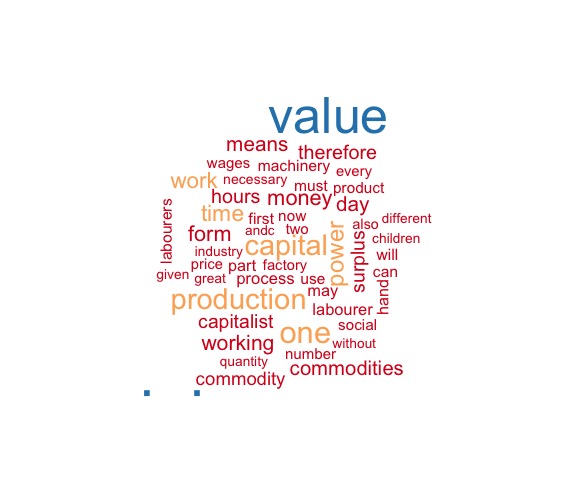 value
means therefore
wages machinery every
work necessary must product
hours money day
labourers time first now also different
form andc two power children
industry capital surplus will
price part factory can
given great process use hand
production may
labourer
capitalist one social
working without
number
quantity commodities
commodity